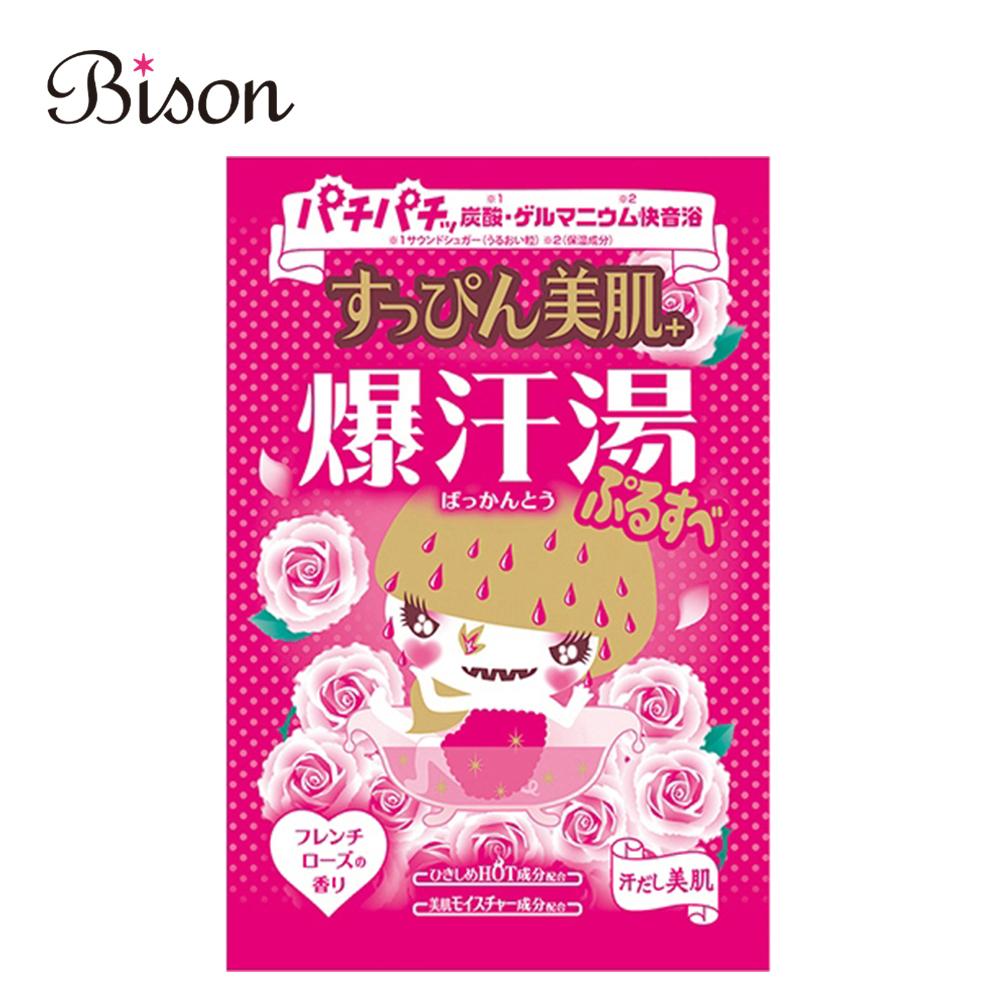 Bison
パチパチッ炭酸※1・ゲルマニウム※2快音浴
※1サウンドシュガー(うるおい粒) ※2(保湿成分)
すっぴん美肌+
爆汗湯
ばっかんとう
ぷるすべ
フレンチ
ローズの
香り
ひきしめHOT成分配合
美肌モイスチャー成分配合
汗だし美肌